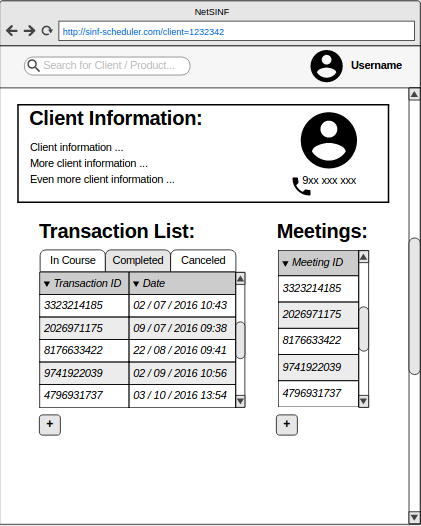 NetSINF
http://sinf-scheduler.com/client=1232342
Search for Client / Product...
Username
Client Information:
Client information ...
More client information ...
Even more client information ...
9xx xxx xxx
Transaction List:
In Course Completed Canceled
Transaction ID Date
3323214185 02 / 07 / 2016 10:43
2026971175 09 / 07 / 2016 09:38
8176633422 22 / 08 / 2016 09:41
9741922039 02 / 09 / 2016 10:56
4796931737 03 / 10 / 2016 13:54
+
Meetings:
Meeting ID
3323214185
2026971175
8176633422
9741922039
4796931737
+